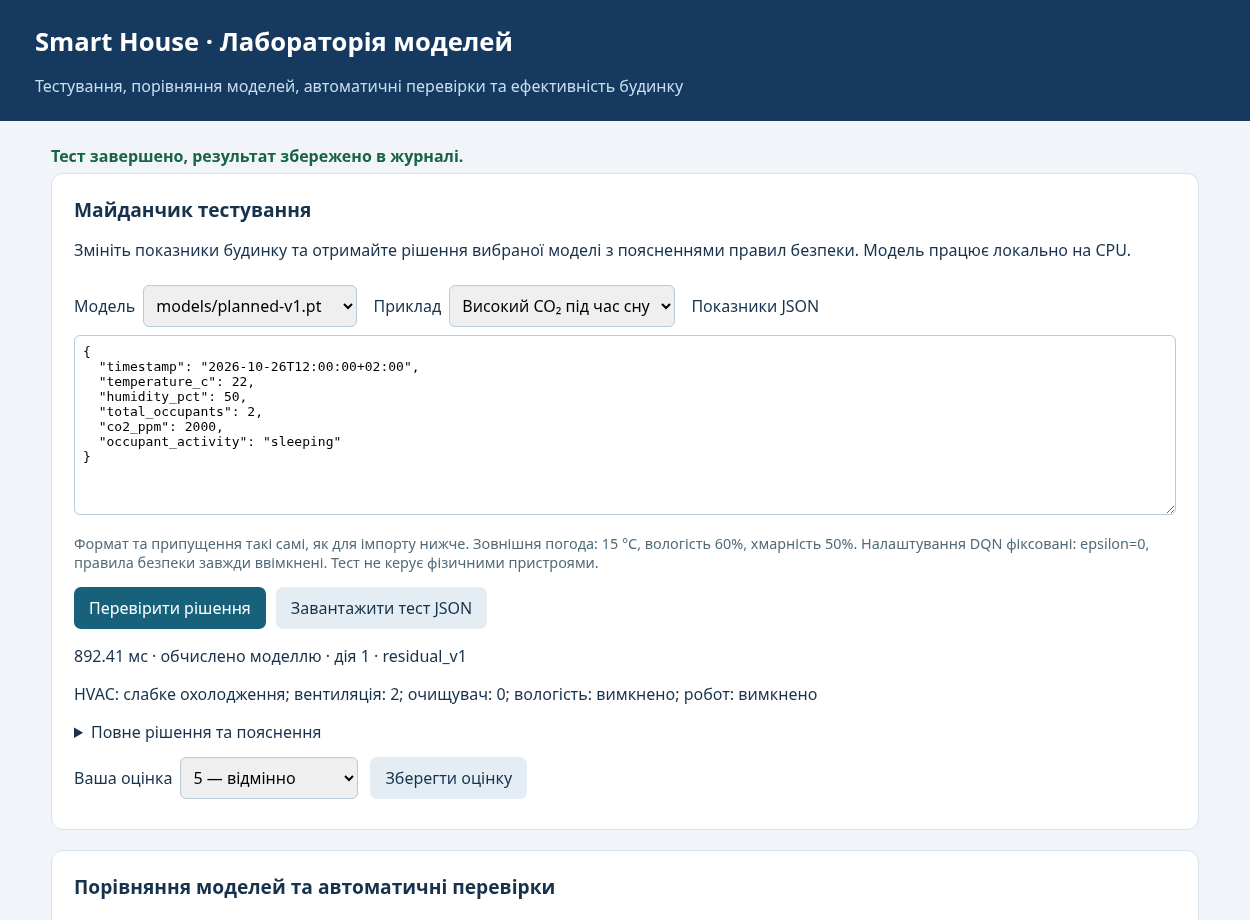 Smart House · Лабораторія моделей
Тестування, порівняння моделей, автоматичні перевірки та ефективність будинку
Тест завершено, результат збережено в журналі.
Майданчик тестування
Змініть показники будинку та отримайте рішення вибраної моделі з поясненнями правил безпеки. Модель працює локально на CPU.
Модель models/planned-v1.pt Приклад Високий CO₂ під час сну Показники JSON
{
  "timestamp": "2026-10-26T12:00:00+02:00",
  "temperature_c": 22,
  "humidity_pct": 50,
  "total_occupants": 2,
  "co2_ppm": 2000,
  "occupant_activity": "sleeping"
}
Формат та припущення такі самі, як для імпорту нижче. Зовнішня погода: 15 °C, вологість 60%, хмарність 50%. Налаштування DQN фіксовані: epsilon=0,
правила безпеки завжди ввімкнені. Тест не керує фізичними пристроями.
Перевірити рішення Завантажити тест JSON
892.41 мс · обчислено моделлю · дія 1 · residual_v1
HVAC: слабке охолодження; вентиляція: 2; очищувач: 0; вологість: вимкнено; робот: вимкнено
Повне рішення та пояснення
Ваша оцінка 5 — відмінно Зберегти оцінку
Порівняння моделей та автоматичні перевірки